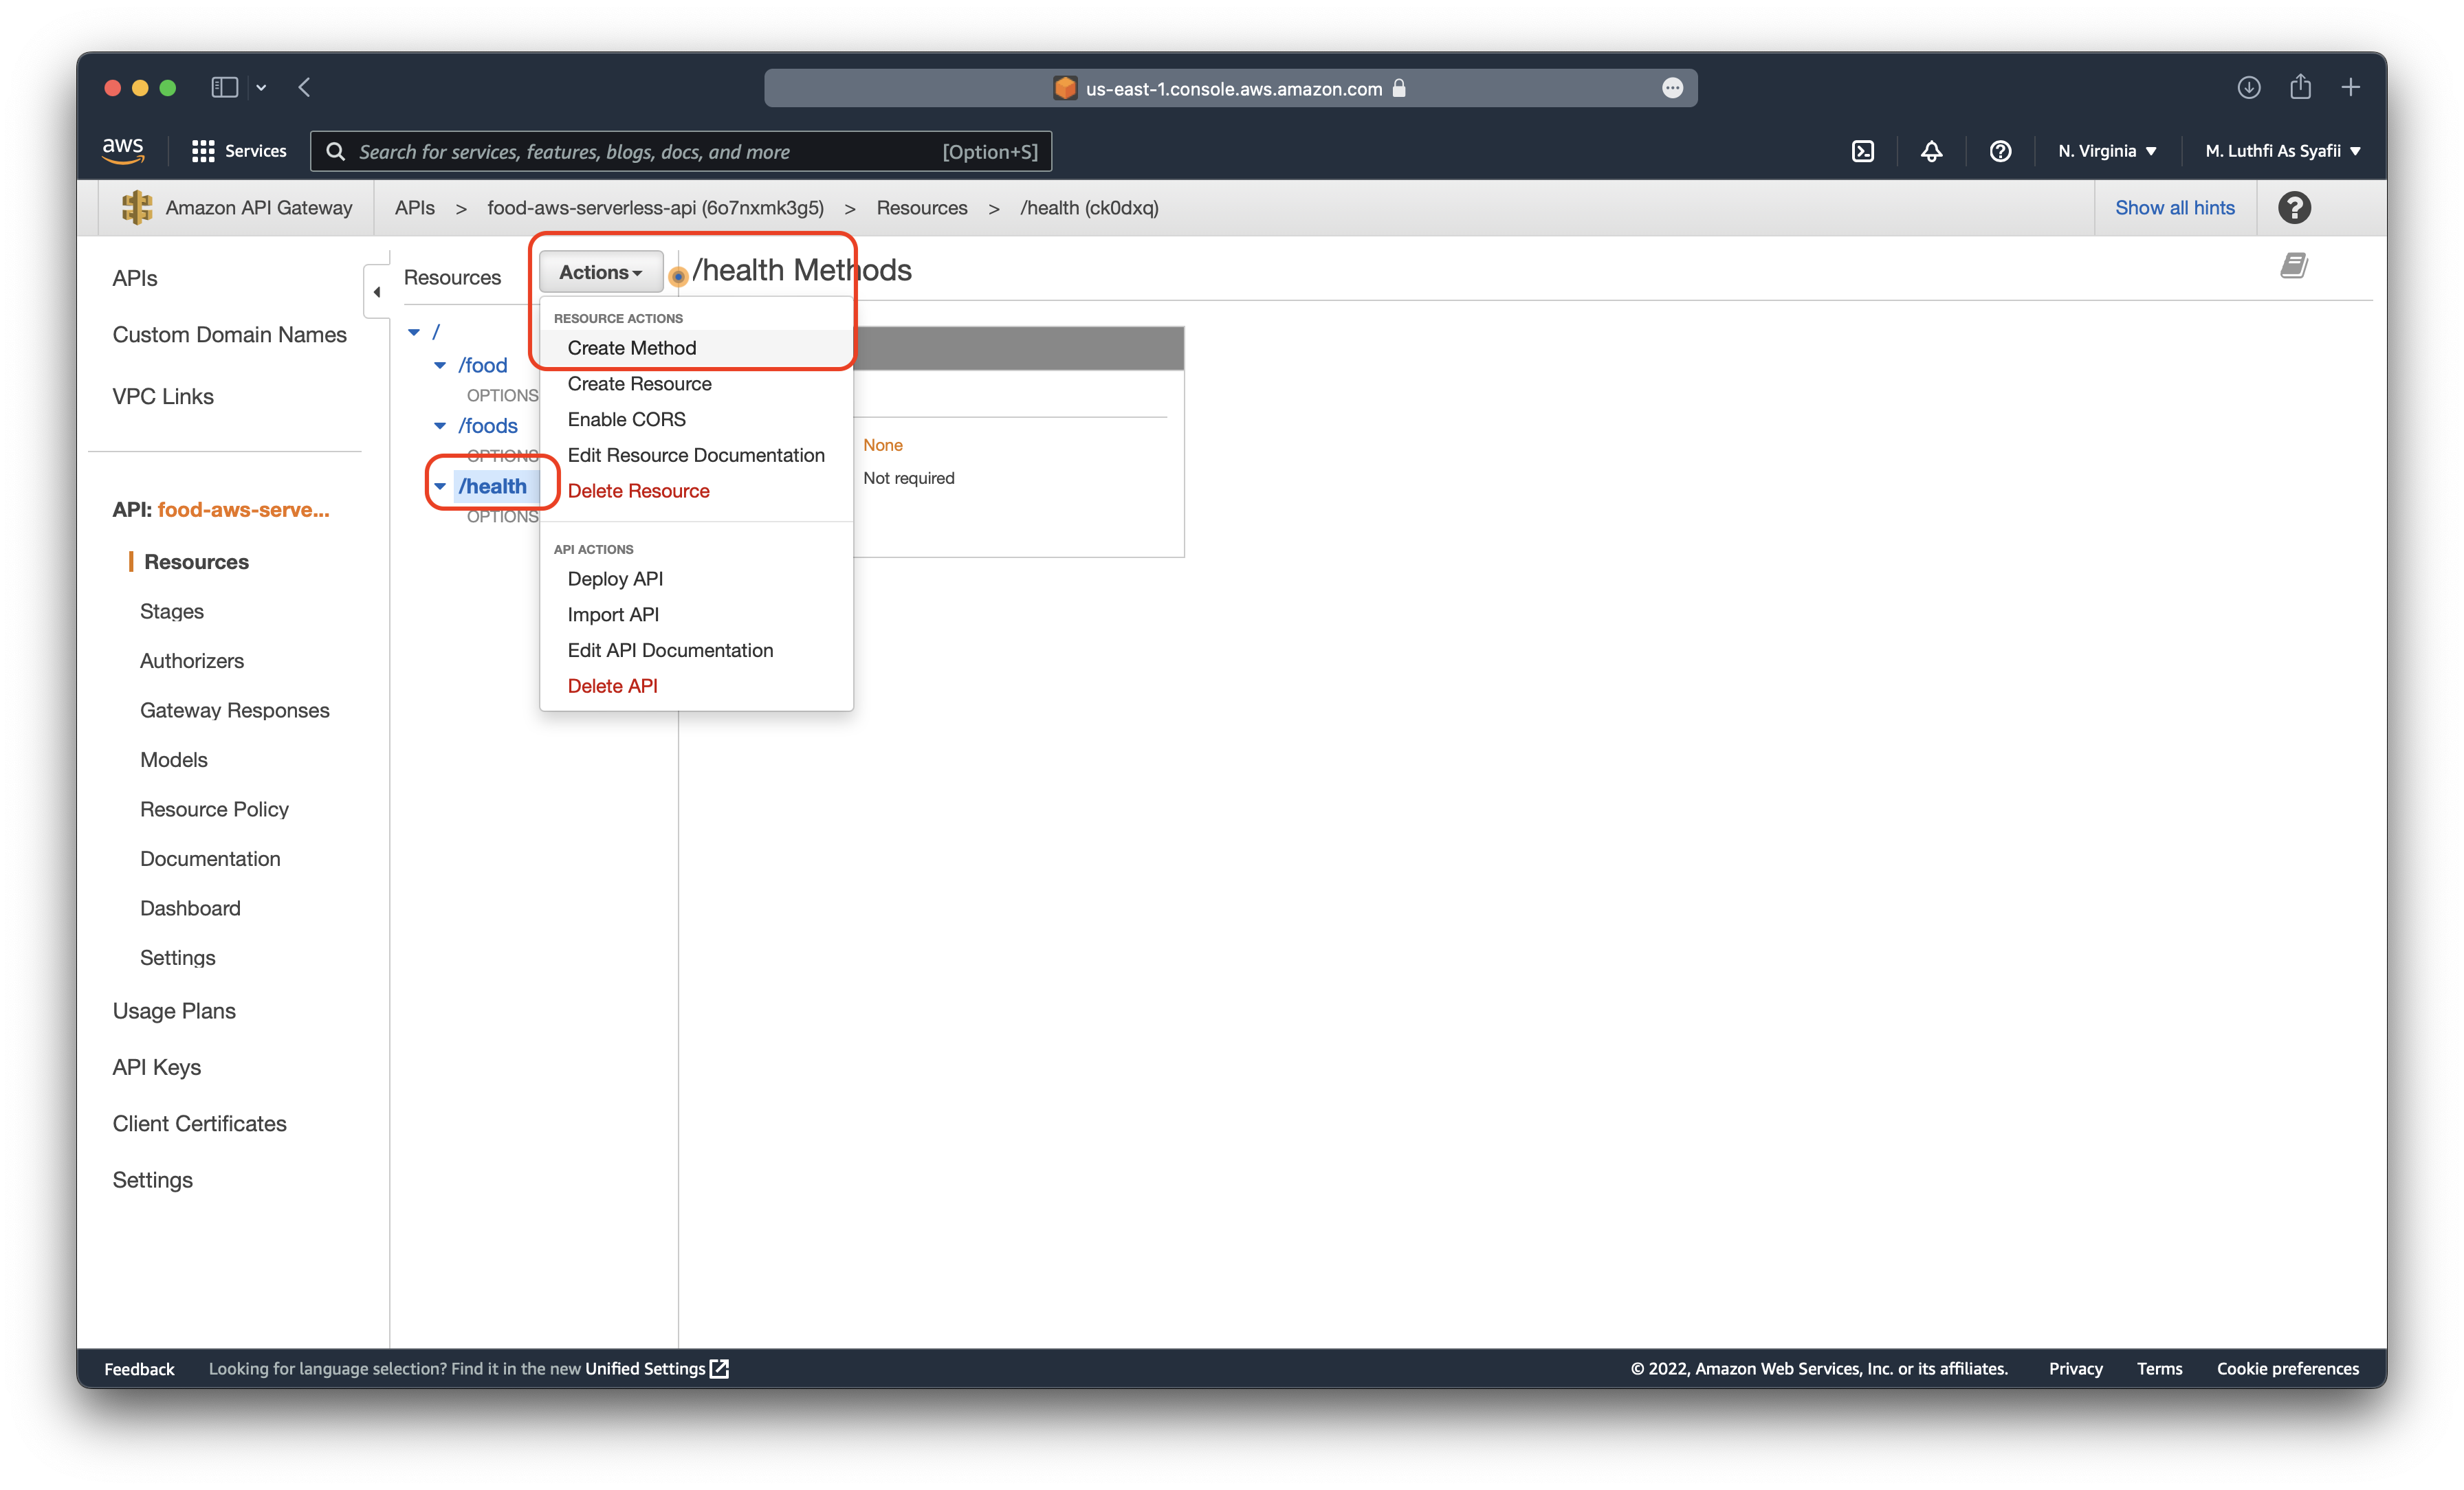 us-east-1.console.aws.amazon.com
aws
Services
Search for services, features, blogs, docs, and more
[Option+S]
N. Virginia
M. Luthfi As Syafii
Amazon API Gateway
APIs > food-aws-serverless-api (6o7nxmk3g5) > Resources > /health (ck0dxq)
Show all hints
APIs
Custom Domain Names
VPC Links
API: food-aws-serve...
Resources
Stages
Authorizers
Gateway Responses
Models
Resource Policy
Documentation
Dashboard
Settings
Usage Plans
API Keys
Client Certificates
Settings
Resources
/
/food
OPTIONS
/foods
OPTIONS
/health
OPTIONS
Actions
RESOURCE ACTIONS
Create Method
Create Resource
Enable CORS
Edit Resource Documentation
Delete Resource
API ACTIONS
Deploy API
Import API
Edit API Documentation
Delete API
/health Methods
None
Not required
Feedback
Looking for language selection? Find it in the new Unified Settings
© 2022, Amazon Web Services, Inc. or its affiliates.
Privacy
Terms
Cookie preferences